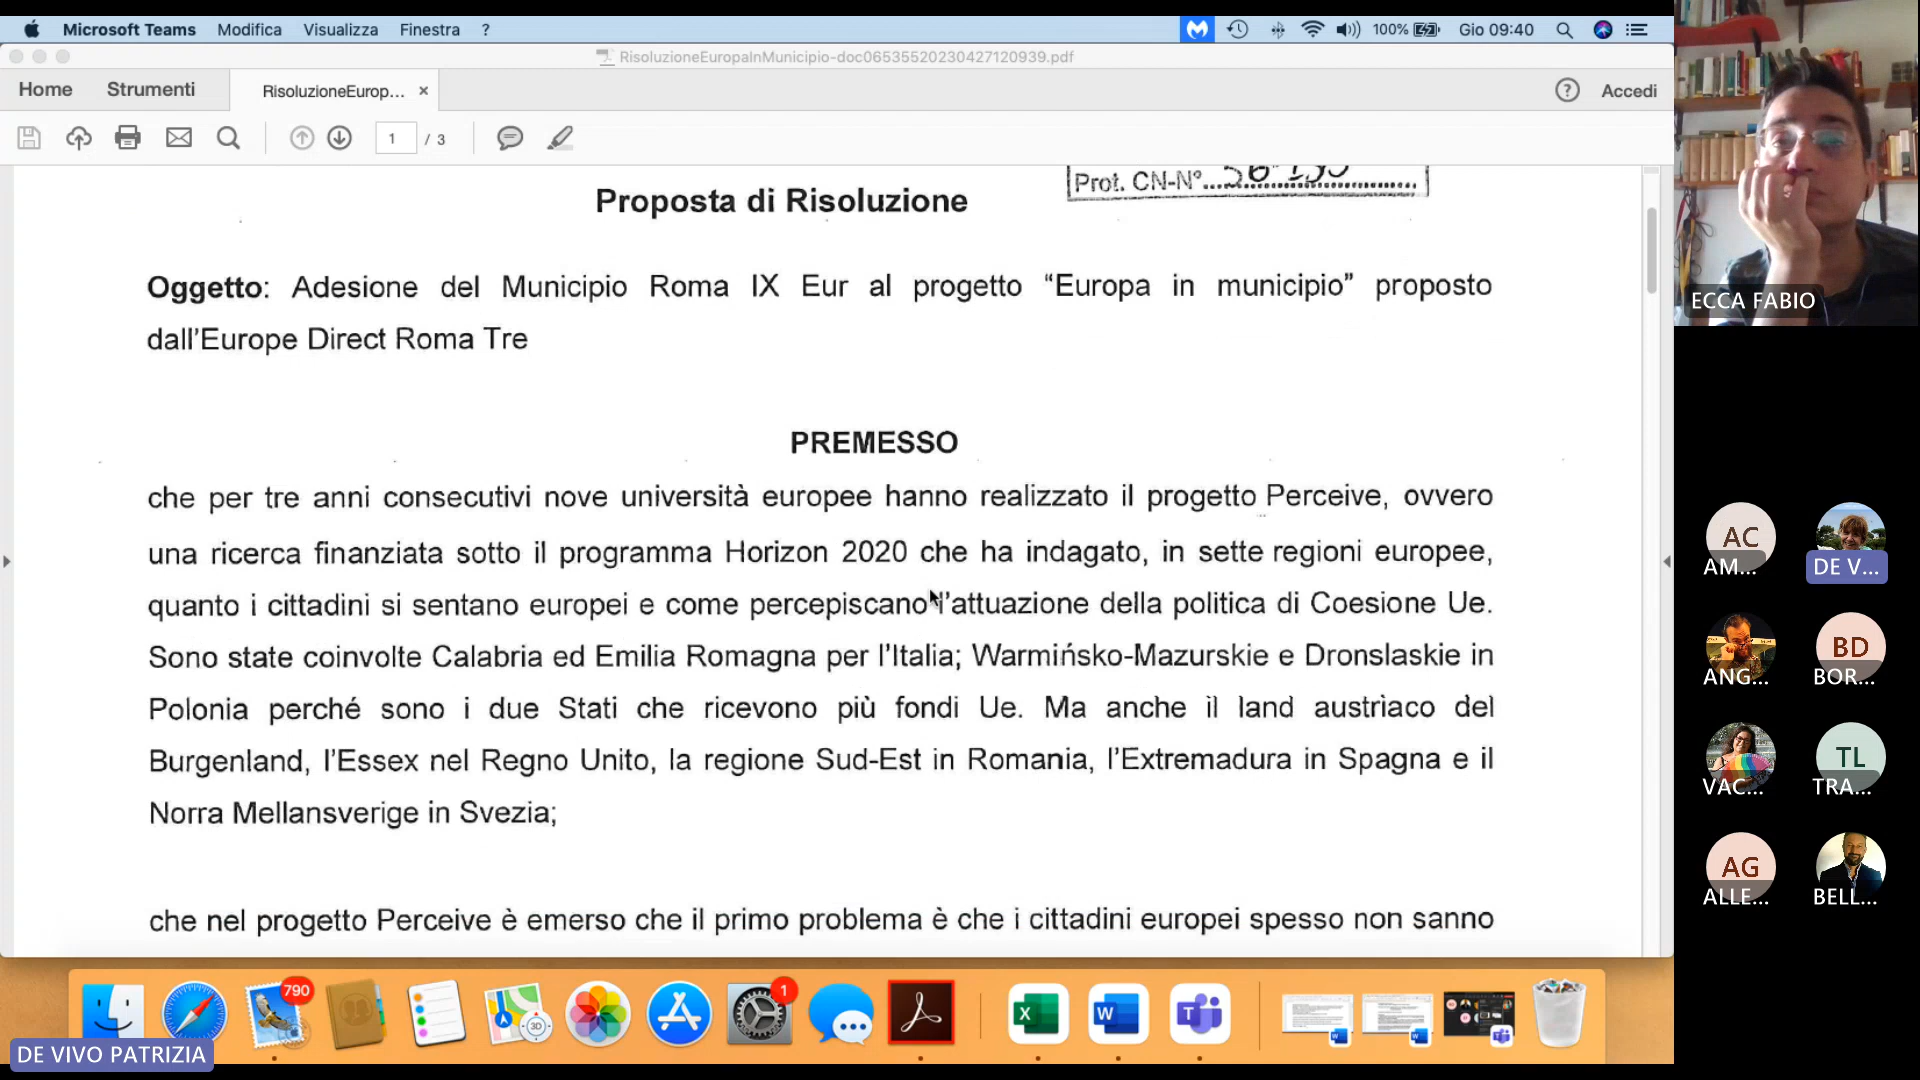 Microsoft Teams Modifica Visualizza Finestra ? 100% Gio 09:40
RisoluzioneEuropaInMunicipio-doc06535520230427120939.pdf
Home Strumenti RisoluzioneEurop... × ? Accedi
1 / 3
Prot. CN-N°
Proposta di Risoluzione
Oggetto: Adesione del Municipio Roma IX Eur al progetto “Europa in municipio” proposto
dall’Europe Direct Roma Tre
PREMESSO
che per tre anni consecutivi nove università europee hanno realizzato il progetto Perceive, ovvero
una ricerca finanziata sotto il programma Horizon 2020 che ha indagato, in sette regioni europee,
quanto i cittadini si sentano europei e come percepiscano l’attuazione della politica di Coesione Ue.
Sono state coinvolte Calabria ed Emilia Romagna per l’Italia; Warmińsko-Mazurskie e Dronslaskie in
Polonia perché sono i due Stati che ricevono più fondi Ue. Ma anche il land austriaco del
Burgenland, l’Essex nel Regno Unito, la regione Sud-Est in Romania, l’Extremadura in Spagna e il
Norra Mellansverige in Svezia;
che nel progetto Perceive è emerso che il primo problema è che i cittadini europei spesso non sanno
790
1
3D
X
W
T
DE VIVO PATRIZIA
ECCA FABIO
AC
AM...
DE V...
ANG...
BD
BOR...
VAC...
TL
TRA...
AG
ALLE...
BELL...